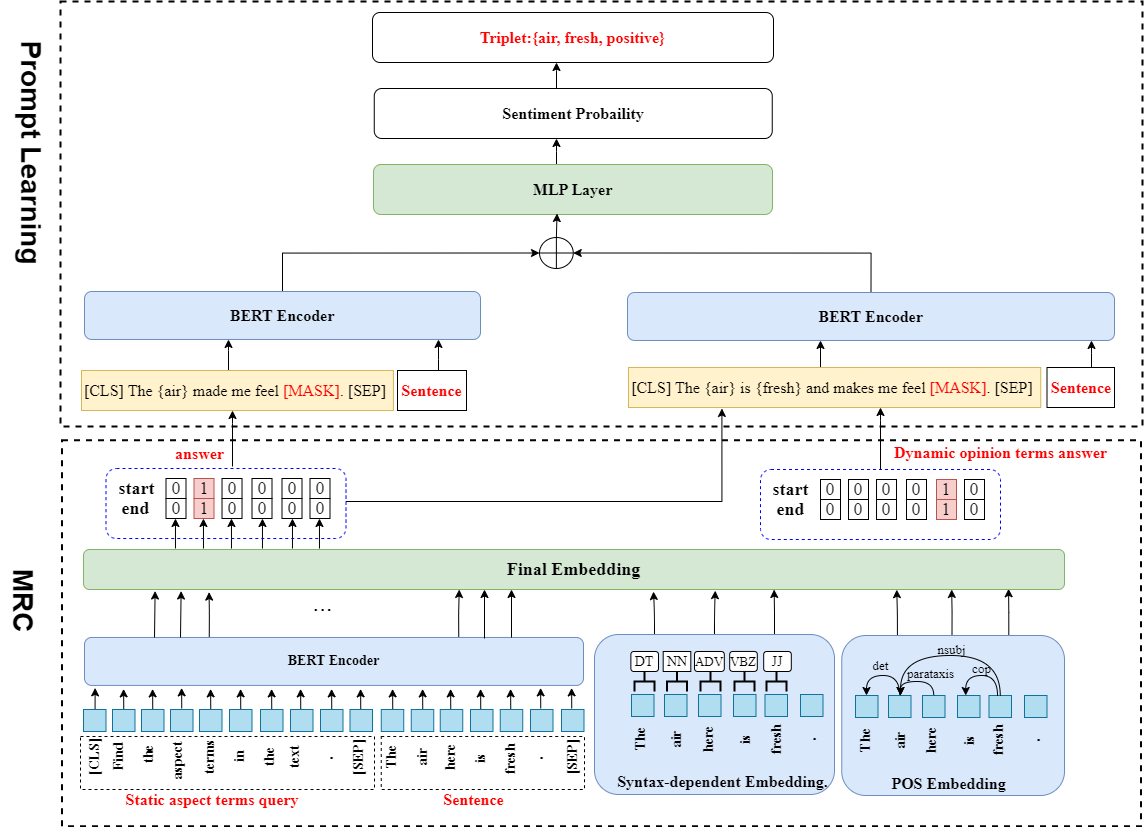 Prompt Learning
Triplet:{air, fresh, positive}
Sentiment Probaility
MLP Layer
BERT Encoder
BERT Encoder
[CLS] The {air} made me feel [MASK]. [SEP]
Sentence
[CLS] The {air} is {fresh} and makes me feel [MASK]. [SEP]
Sentence
MRC
answer
start 0 1 0 0 0 0
end 0 1 0 0 0 0
Dynamic opinion terms answer
start 0 0 0 0 1 0
end 0 0 0 0 1 0
Final Embedding
...
BERT Encoder
[CLS] Find the aspect terms in the text . [SEP] The air here is fresh . [SEP]
Static aspect terms query
Sentence
DT NN ADV VBZ JJ
The air here is fresh .
Syntax-dependent Embedding.
nsubj
det
parataxis
cop
The air here is fresh .
POS Embedding